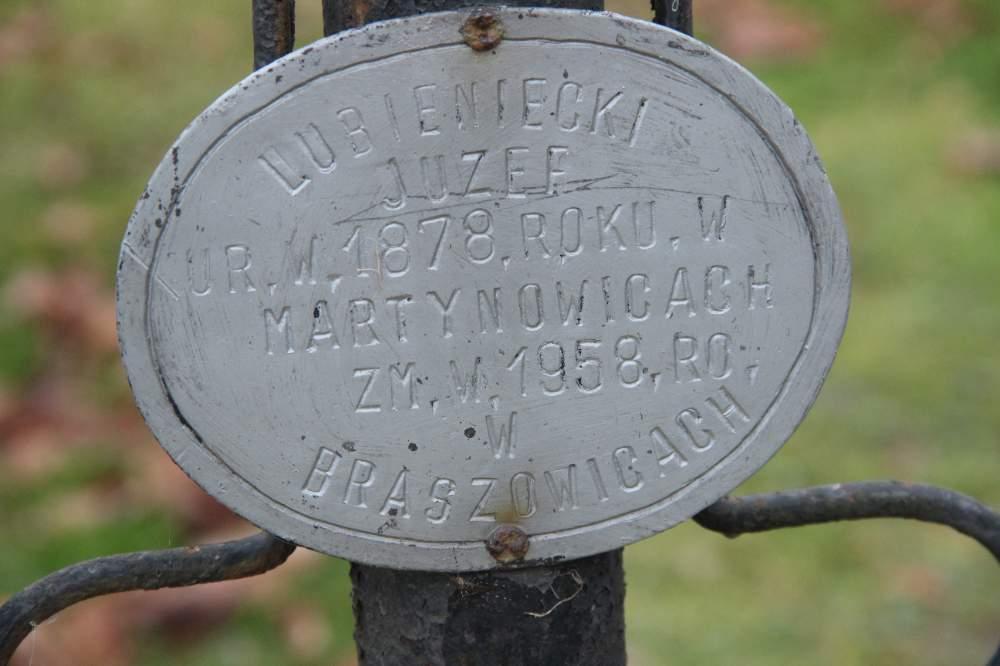 LUBIENIECKI
JUZEF
UR. W, 1878, ROKU, W
MARTYNOWICACH
ZM, W, 1958, RO,
W
BRASZOWICACH